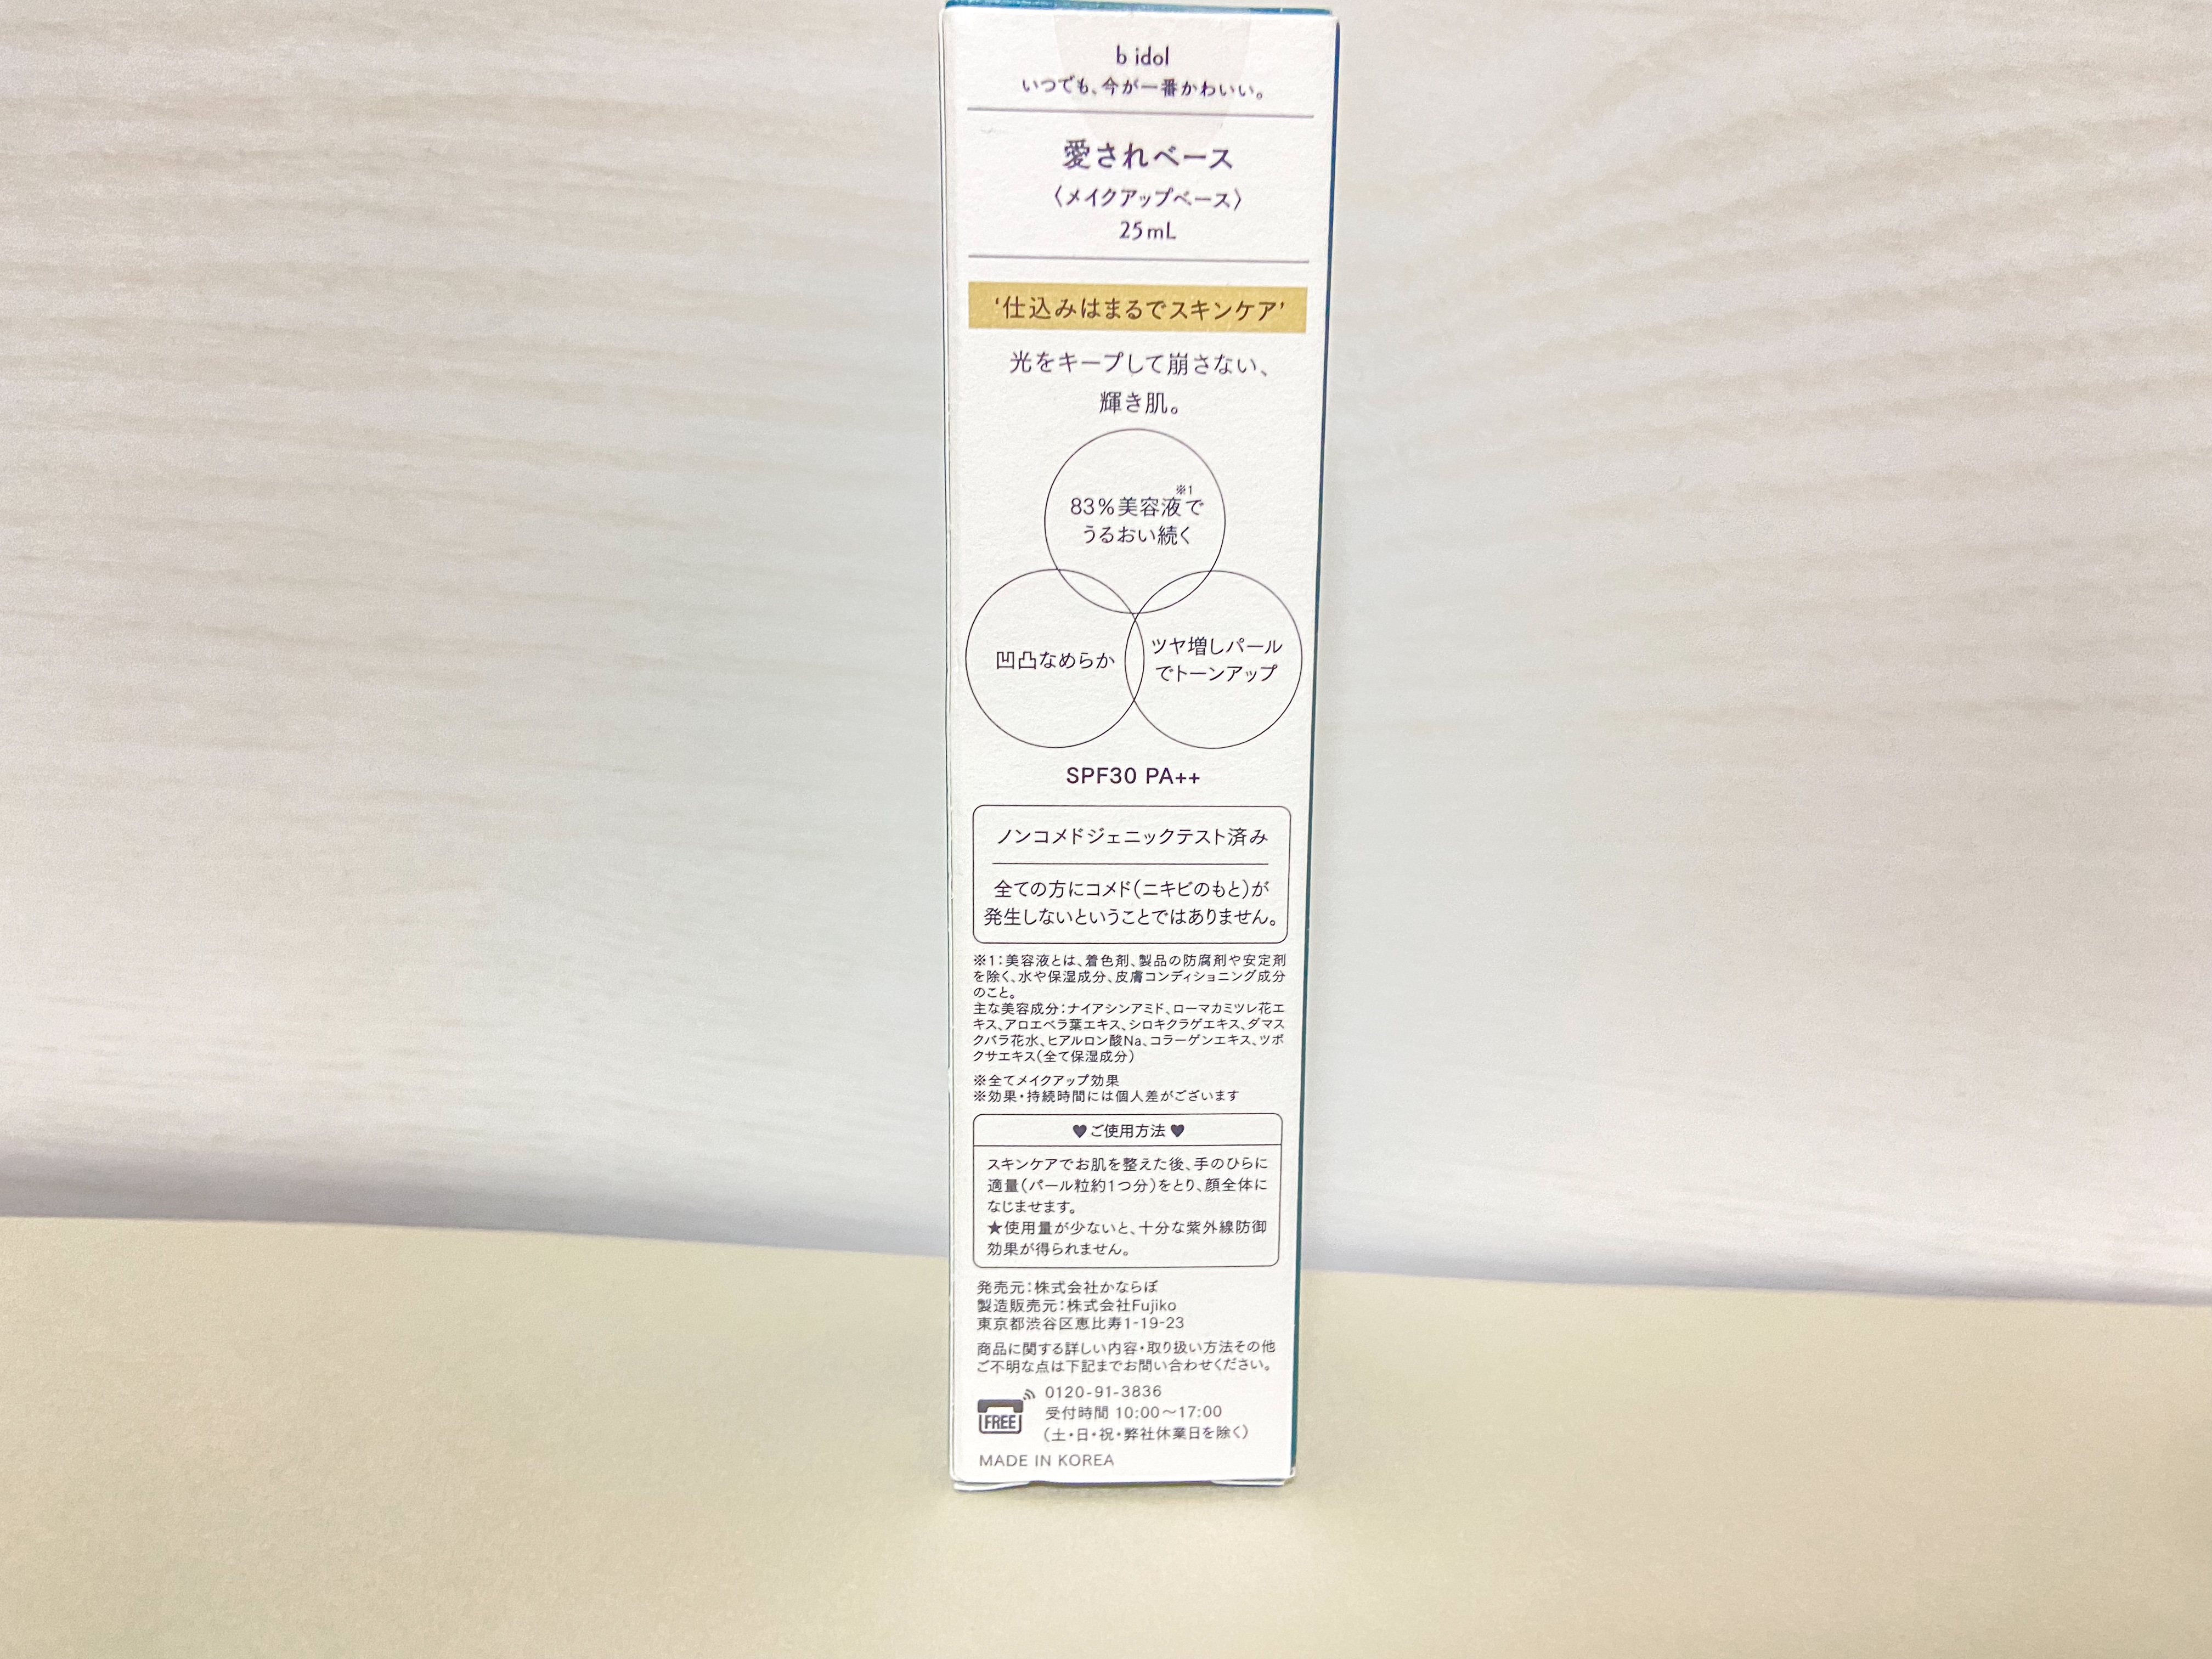 b idol
いつでも、今が一番かわいい。
愛されベース
〈メイクアップベース〉
25mL
‘仕込みはまるでスキンケア’
光をキープして崩さない、
輝き肌。
※1
83%美容液で
うるおい続く
凹凸なめらか
ツヤ増しパール
でトーンアップ
SPF30 PA++
ノンコメドジェニックテスト済み
全ての方にコメド(ニキビのもと)が
発生しないということではありません。
※1:美容液とは、着色剤、製品の防腐剤や安定剤
を除く、水や保湿成分、皮膚コンディショニング成分
のこと。
主な美容成分:ナイアシンアミド、ローマカミツレ花エ
キス、アロエベラ葉エキス、シロキクラゲエキス、ダマス
クバラ花水、ヒアルロン酸Na、コラーゲンエキス、ツボ
クサエキス(全て保湿成分)
※全てメイクアップ効果
※効果・持続時間には個人差がございます
♥ご使用方法♥
スキンケアでお肌を整えた後、手のひらに
適量(パール粒約1つ分)をとり、顔全体に
なじませます。
★使用量が少ないと、十分な紫外線防御
効果が得られません。
発売元:株式会社かならぼ
製造販売元:株式会社Fujiko
東京都渋谷区恵比寿1-19-23
商品に関する詳しい内容・取り扱い方法その他
ご不明な点は下記までお問い合わせください。
FREE
0120-91-3836
受付時間 10:00〜17:00
(土・日・祝・弊社休業日を除く)
MADE IN KOREA